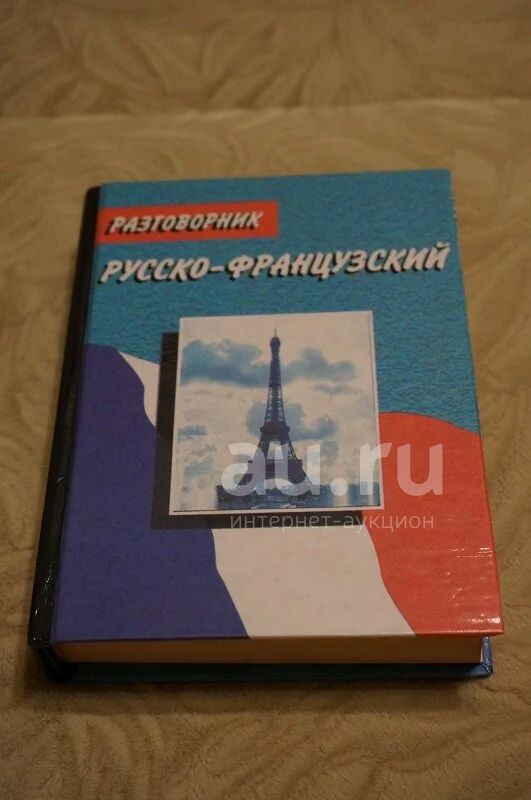 РАЗГОВОРНИК
РУССКО-ФРАНЦУЗСКИЙ
au.ru
интернет-аукцион